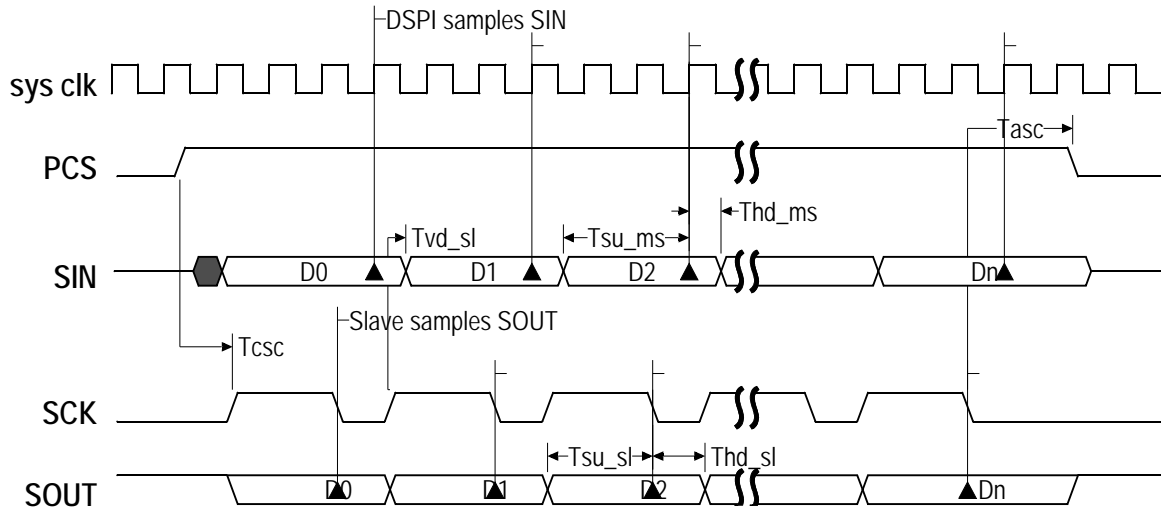 DSPI samples SIN
sys clk
Tasc
PCS
Thd_ms
Tvd_sl
Tsu_ms
SIN
D0
D1
D2
Dn
Slave samples SOUT
Tcsc
SCK
Tsu_sl
Thd_sl
SOUT
D0
D1
D2
Dn